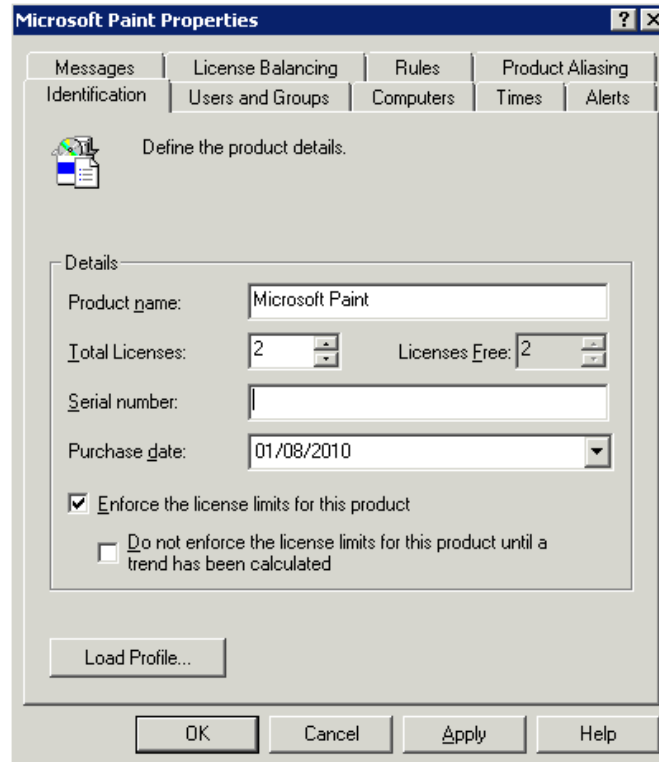 Microsoft Paint Properties
Messages License Balancing Rules Product Aliasing
Identification Users and Groups Computers Times Alerts
Define the product details.
Details
Product name: Microsoft Paint
Total Licenses: 2 Licenses Free: 2
Serial number:
Purchase date: 01/08/2010
Enforce the license limits for this product
Do not enforce the license limits for this product until a
trend has been calculated
Load Profile...
OK Cancel Apply Help